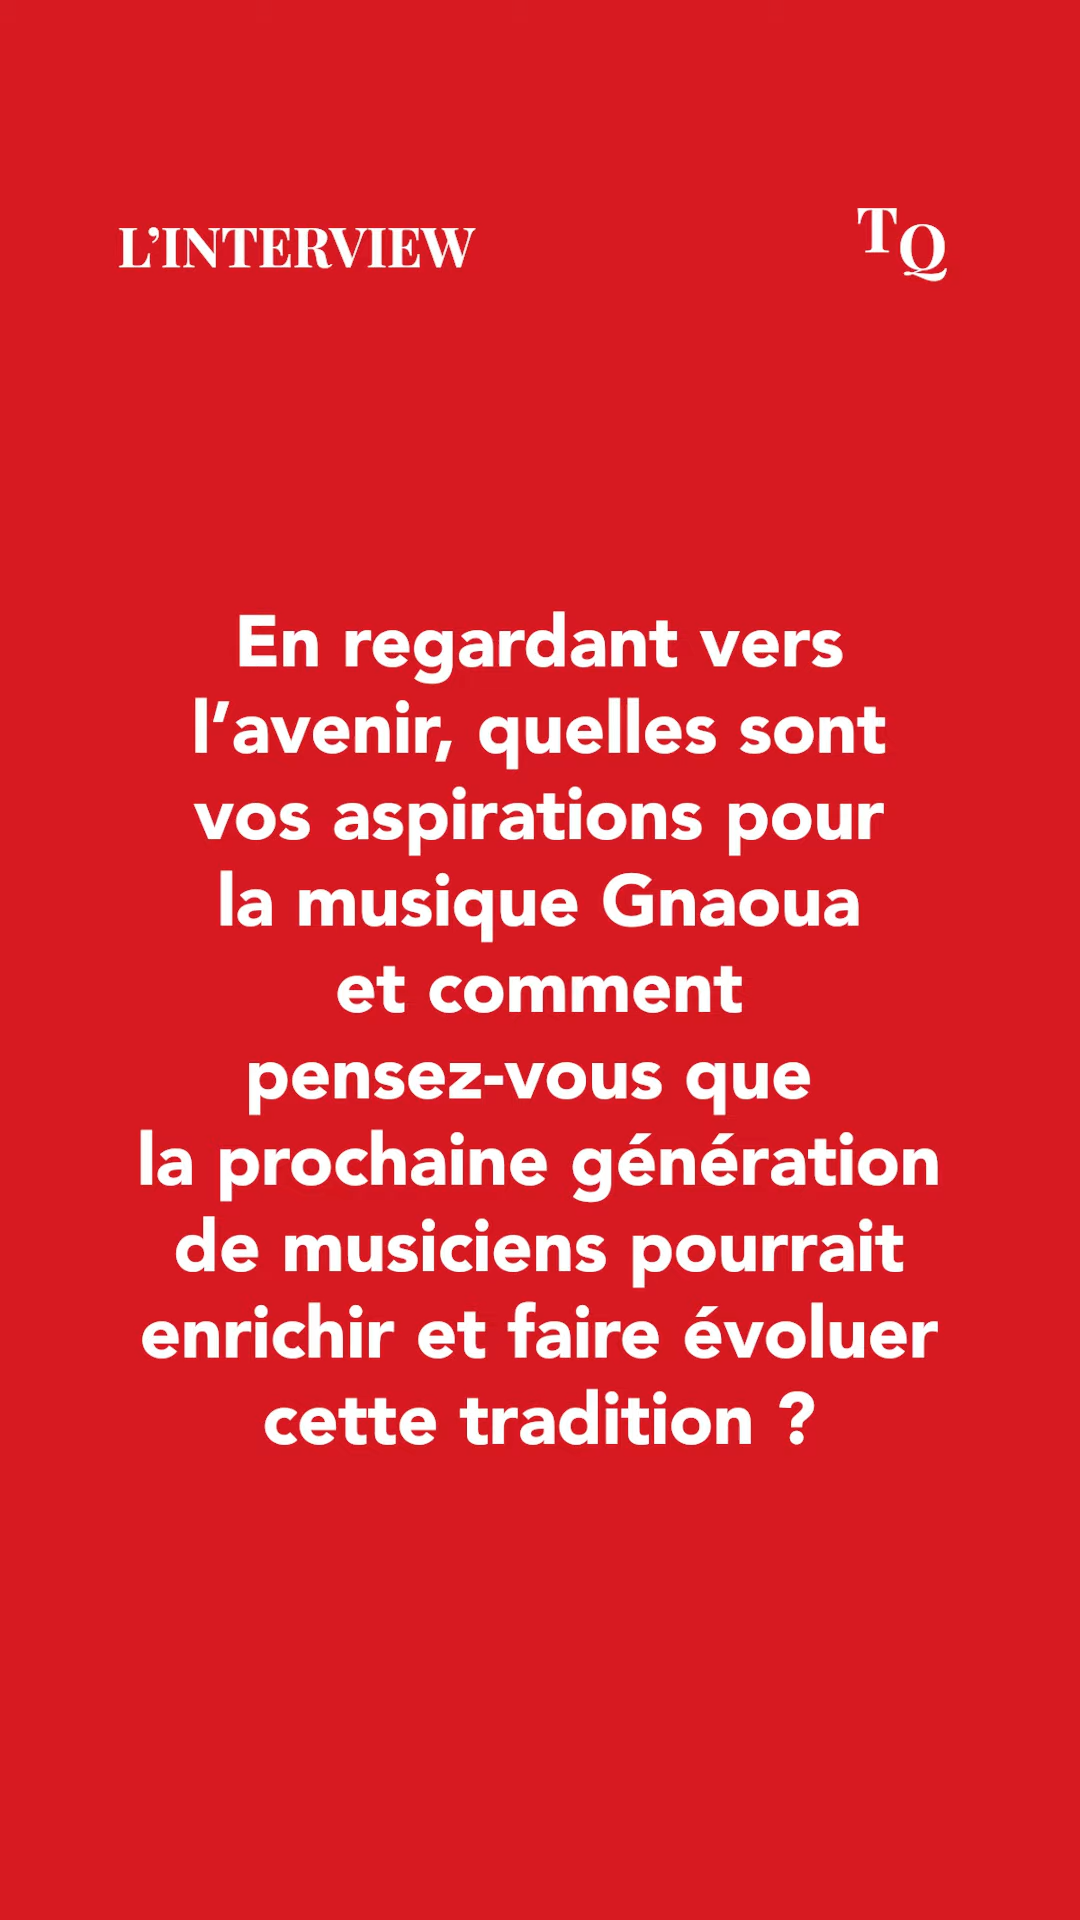 L’INTERVIEW
TQ
En regardant vers
l’avenir, quelles sont
vos aspirations pour
la musique Gnaoua
et comment
pensez-vous que
la prochaine génération
de musiciens pourrait
enrichir et faire évoluer
cette tradition ?